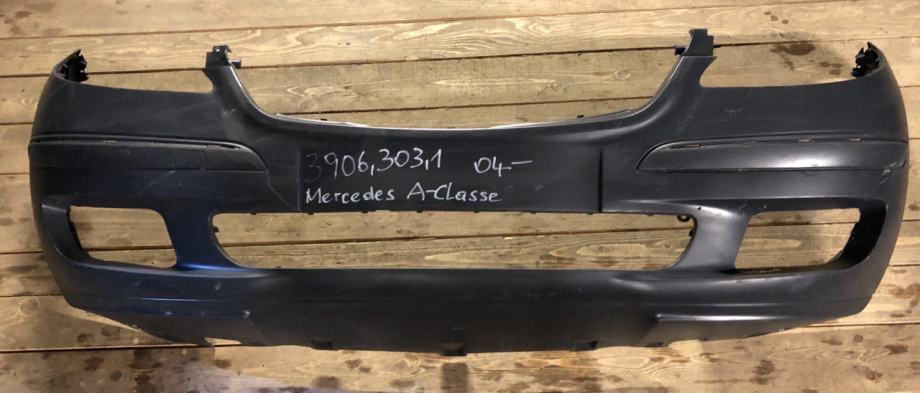 3906,303,1 04-
Mercedes A-Classe